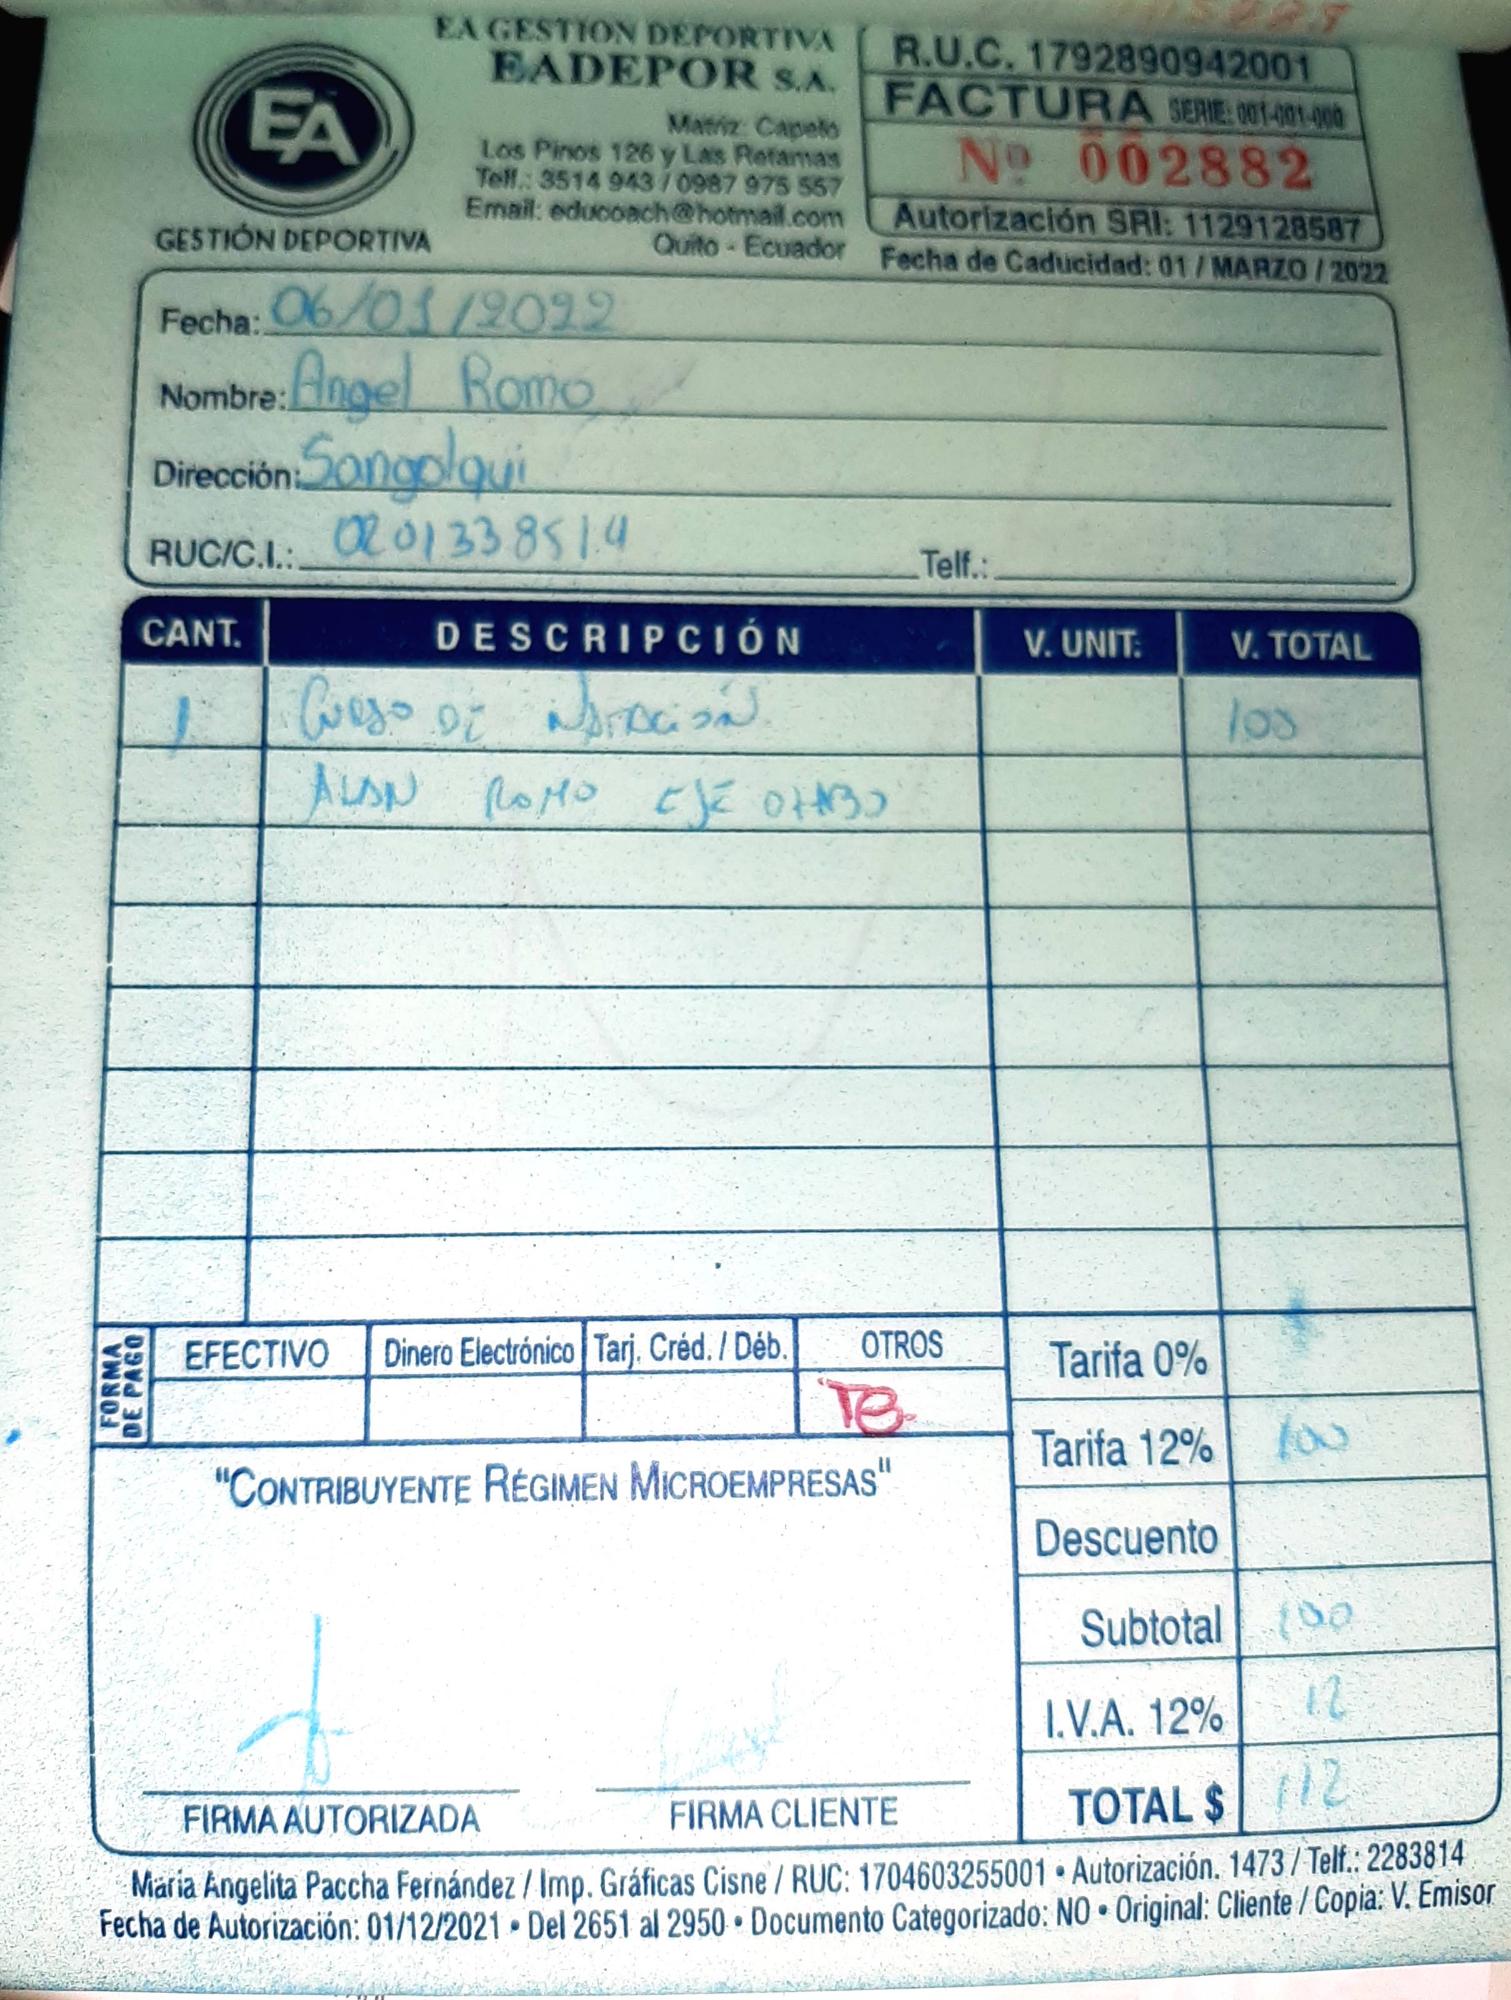 EA GESTION DEPORTIVA
EADEPOR S.A.
EA
GESTIÓN DEPORTIVA
Matriz: Capelo
Los Pinos 126 y Las Retamas
Telf.: 3514 943 / 0987 975 557
Email: educoach@hotmail.com
Quito - Ecuador
R.U.C. 1792890942001
FACTURA SERIE: 001-001-000
Nº 002882
Autorización SRI: 1129128587
Fecha de Caducidad: 01 / MARZO / 2022
Fecha: 06/01/2022
Nombre: Angel Romo
Dirección: Sangolqui
RUC/C.I.: 0201338514 Telf.:
CANT. DESCRIPCIÓN V. UNIT. V. TOTAL
1 Curso de natación 100
ALAN ROMO EJE
FORMA DE PAGO
EFECTIVO Dinero Electrónico Tarj. Créd. / Déb. OTROS
TB.
Tarifa 0%
Tarifa 12% 100
Descuento
Subtotal 100
I.V.A. 12% 12
TOTAL $ 112
"CONTRIBUYENTE RÉGIMEN MICROEMPRESAS"
FIRMA AUTORIZADA FIRMA CLIENTE
María Angelita Paccha Fernández / Imp. Gráficas Cisne / RUC: 1704603255001 • Autorización. 1473 / Telf.: 2283814
Fecha de Autorización: 01/12/2021 • Del 2651 al 2950 • Documento Categorizado: NO • Original: Cliente / Copia: V. Emisor